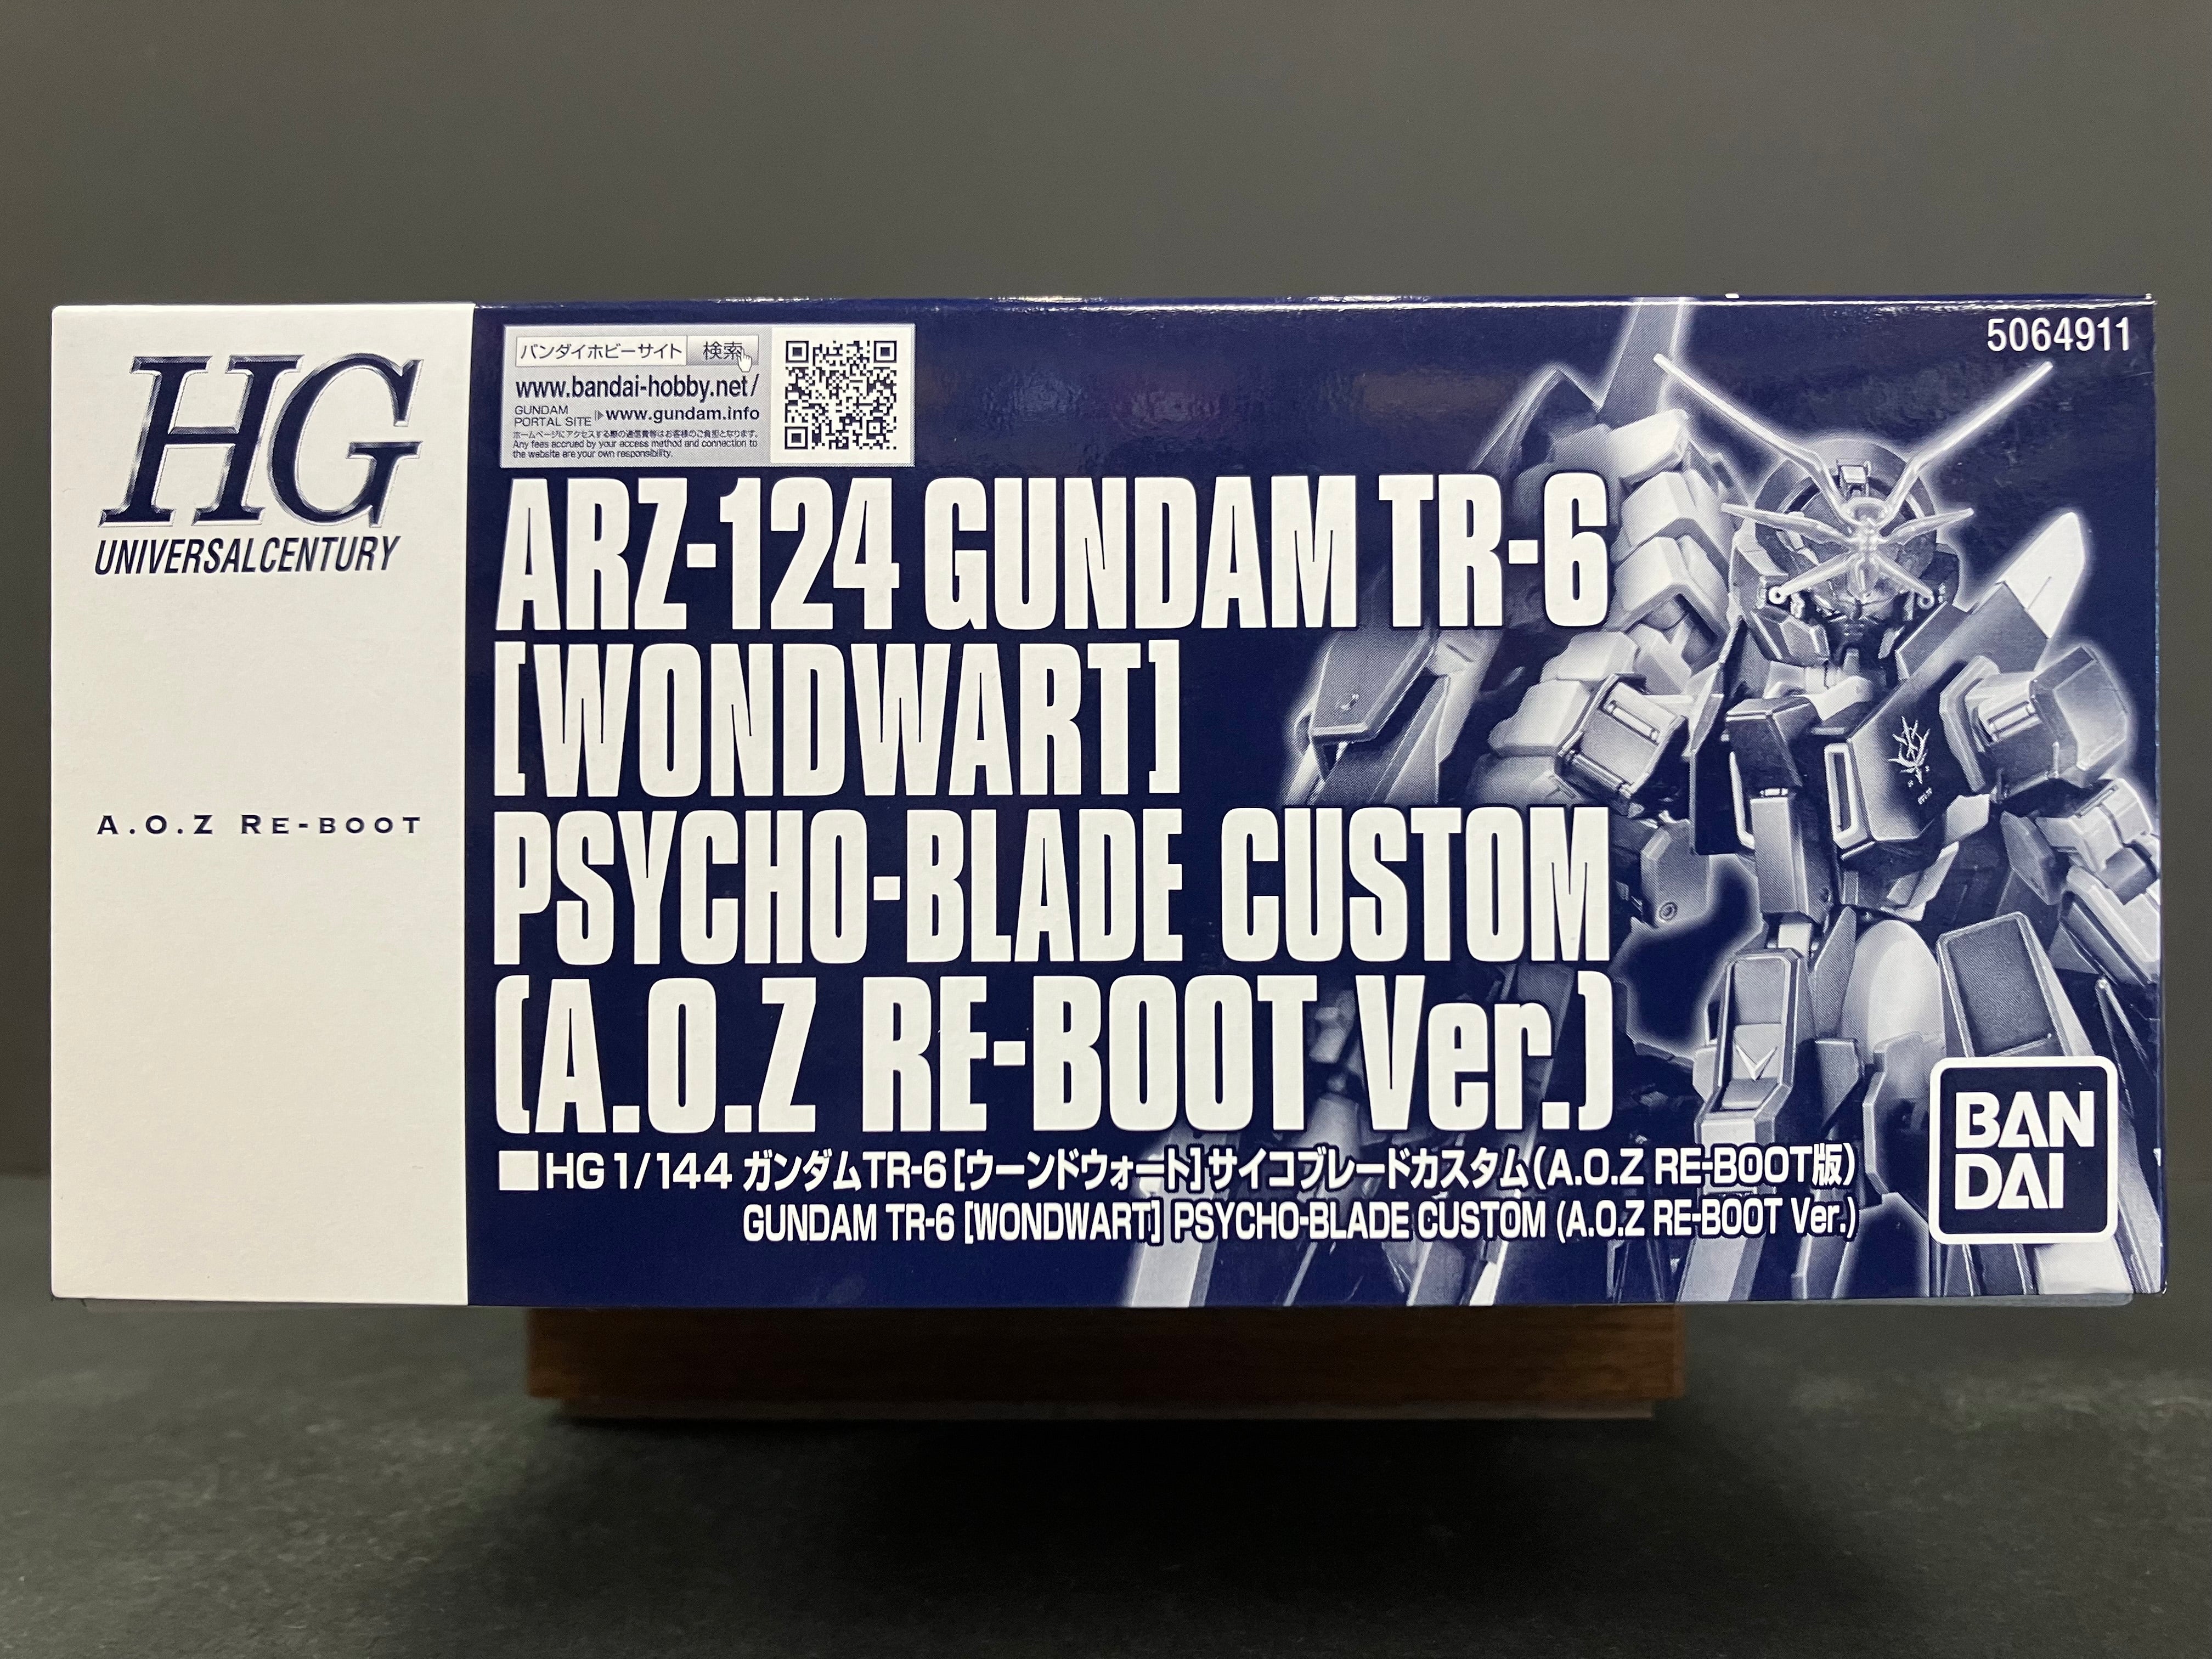 HG
UNIVERSALCENTURY
A.O.Z RE-BOOT
バンダイホビーサイト 検索
www.bandai-hobby.net/
GUNDAM
PORTAL SITE www.gundam.info
ホームページにアクセスする際の通信費等はお客様のご負担となります。
Any fees accrued by your access method and connection to
the website are your own responsibility.
5064911
ARZ-124 GUNDAM TR-6
[WONDWART]
PSYCHO-BLADE CUSTOM
(A.O.Z RE-BOOT Ver.)
■HG 1/144 ガンダムTR-6[ウーンドウォート]サイコブレードカスタム(A.O.Z RE-BOOT版)
GUNDAM TR-6 [WONDWART] PSYCHO-BLADE CUSTOM (A.O.Z RE-BOOT Ver.)
BAN
DAI